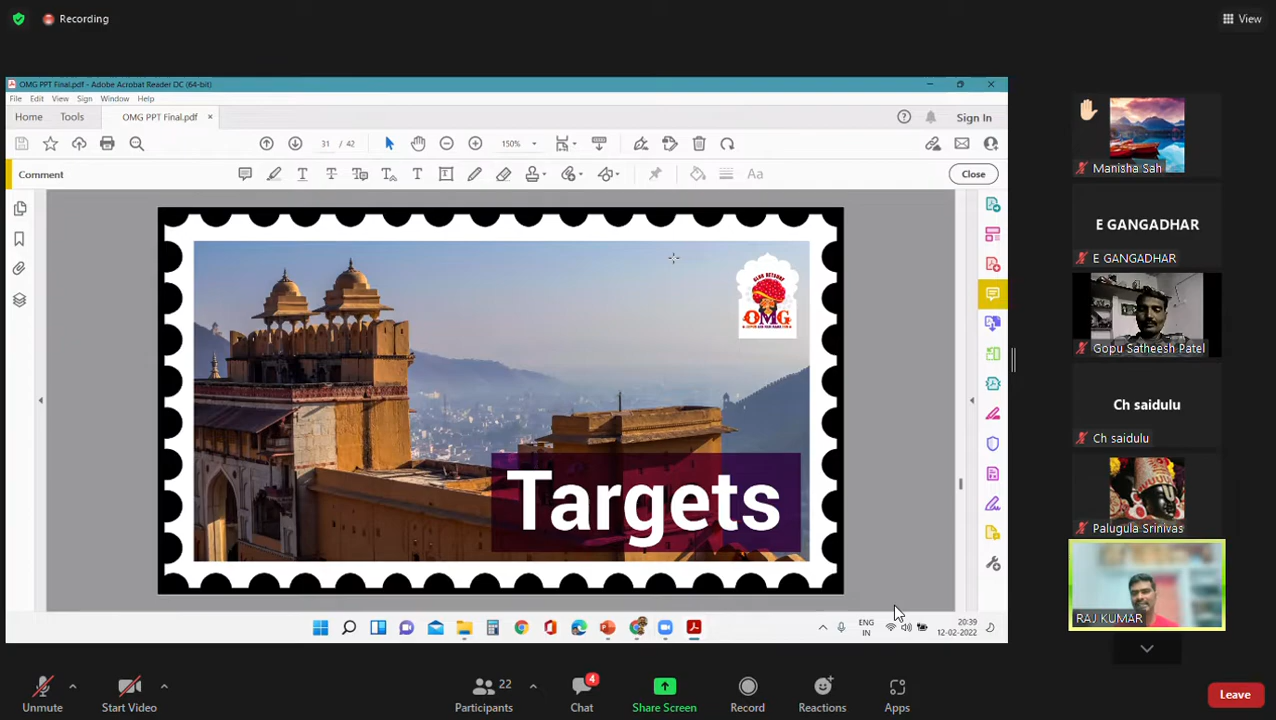 Recording
View
OMG PPT Final.pdf - Adobe Acrobat Reader DC (64-bit)
File Edit View Sign Window Help
Home Tools OMG PPT Final.pdf × Sign In
31 / 42 150%
Comment Close
Aa
CLUB NETSURF
OMG
Targets
ENG
IN
20:39
12-02-2022
Manisha Sah
E GANGADHAR
E GANGADHAR
Gopu Satheesh Patel
Ch saidulu
Ch saidulu
Palugula Srinivas
RAJ KUMAR
Unmute
Start Video
22
Participants
4
Chat
Share Screen
Record
Reactions
Apps
Leave